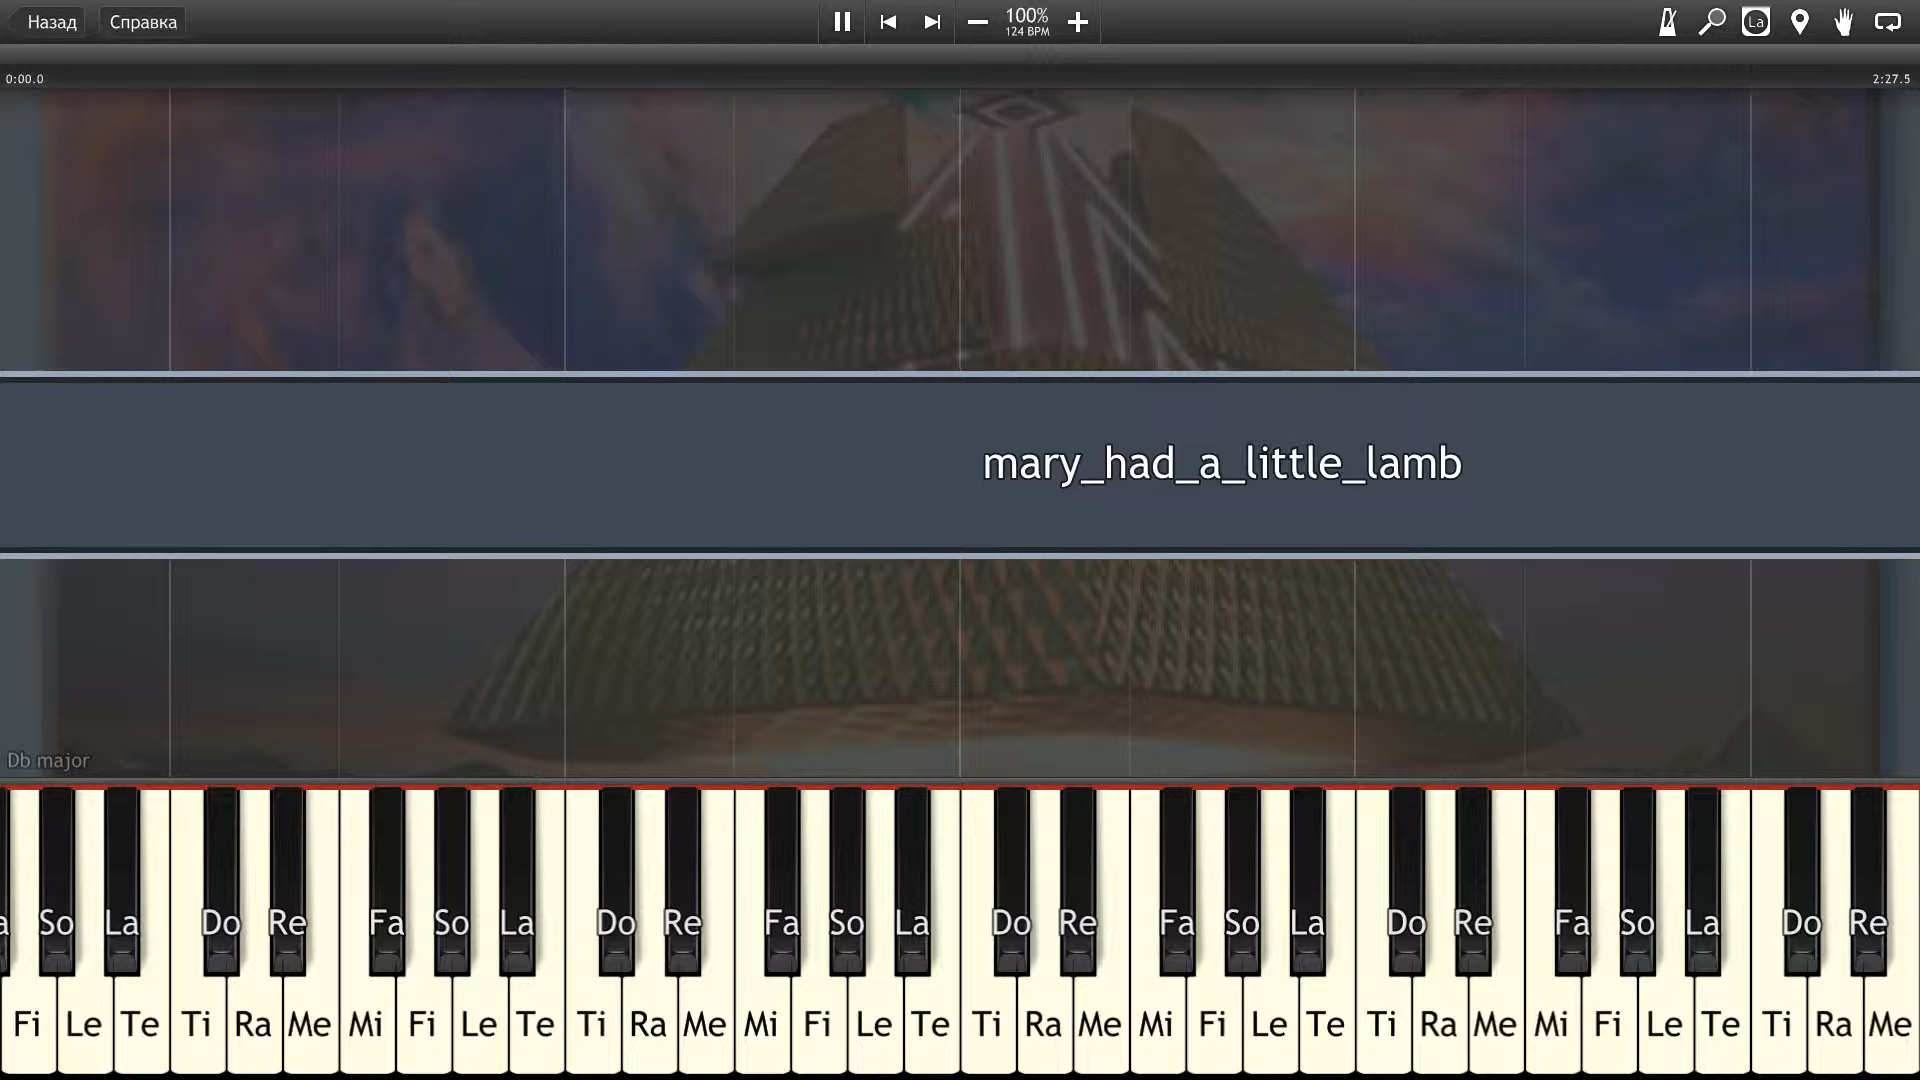 Назад
Справка
100%
124 BPM
La
0:00.0
2:27.5
mary_had_a_little_lamb
Db major
So La Do Re Fa So La Do Re Fa So La Do Re Fa So La Do Re Fa So La Do Re
Fi Le Te Ti Ra Me Mi Fi Le Te Ti Ra Me Mi Fi Le Te Ti Ra Me Mi Fi Le Te Ti Ra Me Mi Fi Le Te Ti Ra Me